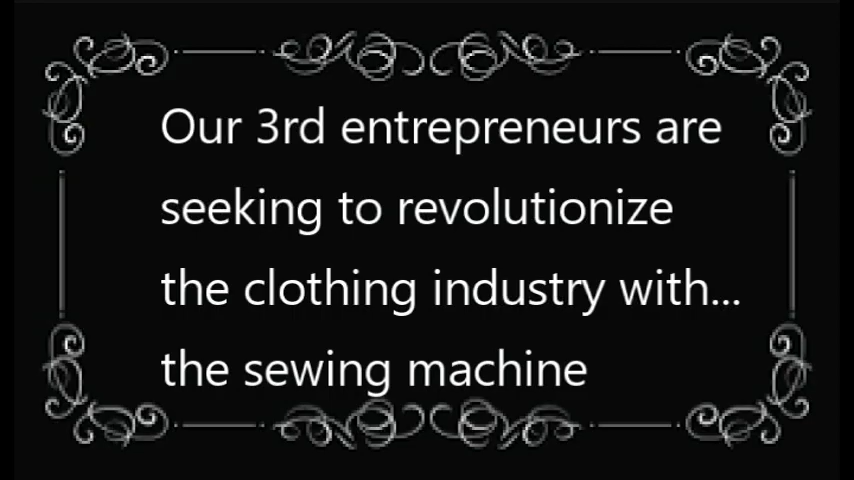 Our 3rd entrepreneurs are
seeking to revolutionize
the clothing industry with...
the sewing machine